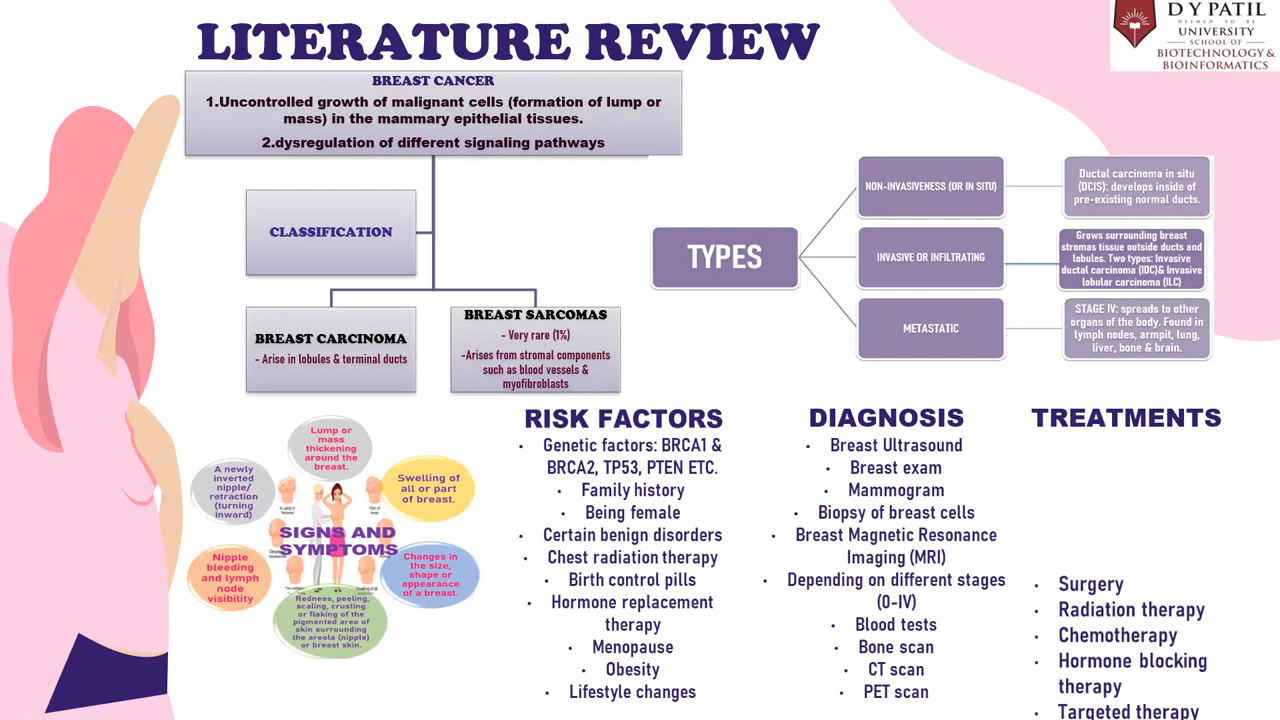 LITERATURE REVIEW
D Y PATIL
DEEMED TO BE
UNIVERSITY
SCHOOL OF
BIOTECHNOLOGY &
BIOINFORMATICS
BREAST CANCER
1.Uncontrolled growth of malignant cells (formation of lump or
mass) in the mammary epithelial tissues.
2.dysregulation of different signaling pathways
CLASSIFICATION
BREAST CARCINOMA
- Arise in lobules & terminal ducts
BREAST SARCOMAS
- Very rare (1%)
-Arises from stromal components
such as blood vessels &
myofibroblasts
TYPES
NON-INVASIVENESS (OR IN SITU)
Ductal carcinoma in situ
(DCIS): develops inside of
pre-existing normal ducts.
INVASIVE OR INFILTRATING
Grows surrounding breast
stromas tissue outside ducts and
lobules. Two types: Invasive
ductal carcinoma (IDC)& Invasive
lobular carcinoma (ILC)
METASTATIC
STAGE IV: spreads to other
organs of the body. Found in
lymph nodes, armpit, lung,
liver, bone & brain.
Lump or
mass
thickening
around the
breast.
A newly
inverted
nipple/
retraction
(turning
inward)
Swelling of
all or part
of breast.
SIGNS AND
SYMPTOMS
Nipple
bleeding
and lymph
node
visibility
Changes in
the size,
shape or
appearance
of a breast.
Redness, peeling,
scaling, crusting
or flaking of the
pigmented area of
skin surrounding
the areola (nipple)
or breast skin.
RISK FACTORS
• Genetic factors: BRCA1 &
BRCA2, TP53, PTEN ETC.
• Family history
• Being female
• Certain benign disorders
• Chest radiation therapy
• Birth control pills
• Hormone replacement
therapy
• Menopause
• Obesity
• Lifestyle changes
DIAGNOSIS
• Breast Ultrasound
• Breast exam
• Mammogram
• Biopsy of breast cells
• Breast Magnetic Resonance
Imaging (MRI)
• Depending on different stages
(0-IV)
• Blood tests
• Bone scan
• CT scan
• PET scan
TREATMENTS
• Surgery
• Radiation therapy
• Chemotherapy
• Hormone blocking
therapy
• Targeted therapy